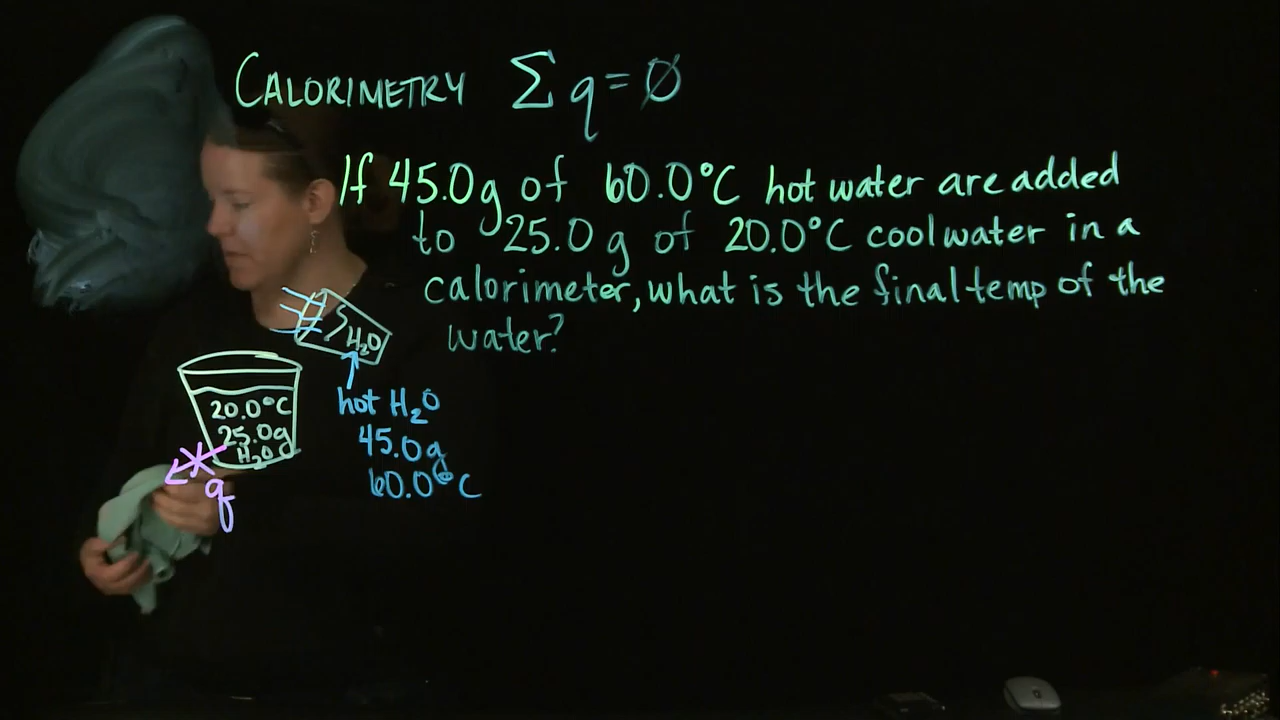 CALORIMETRY Σ q = Ø
If 45.0g of 60.0°C hot water are added
to 25.0 g of 20.0°C cool water in a
calorimeter, what is the final temp of the
water?
H₂O
20.0°C
25.0g
H₂O
hot H₂O
45.0g
60.0°C
q